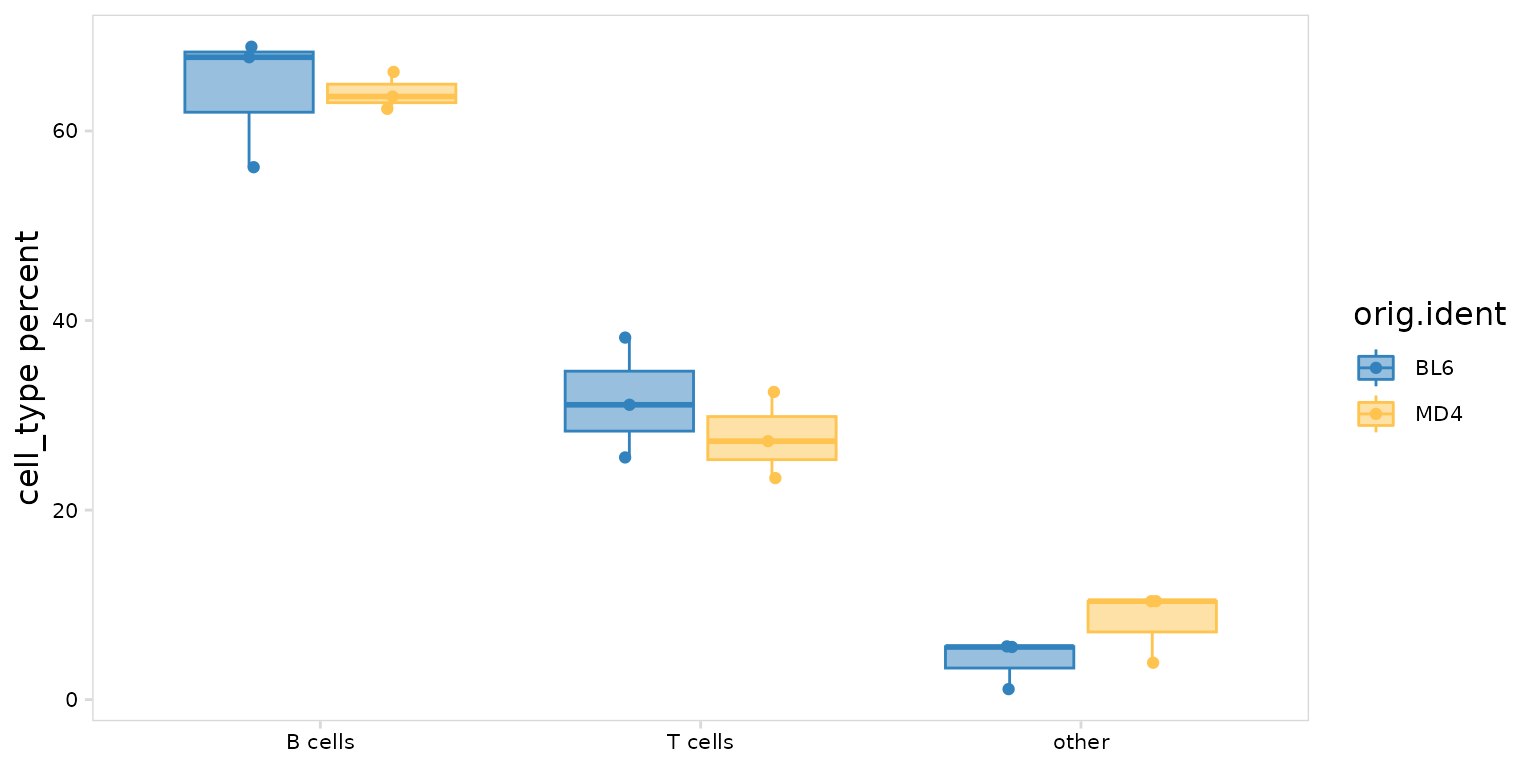 cell_type percent
60
40
20
0
B cells
T cells
other
orig.ident
BL6
MD4